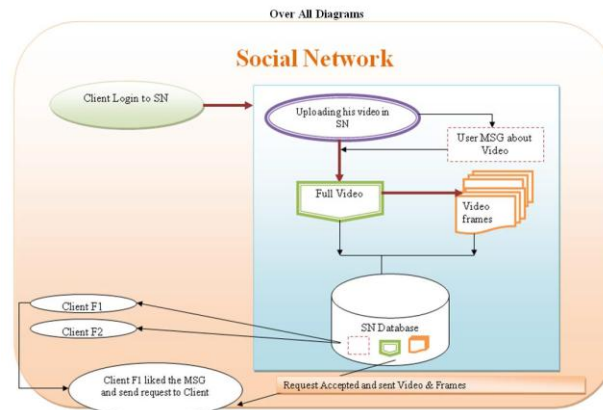 Over All Diagrams
Social Network
Client Login to SN
Uploading his video in
SN
User MSG about
Video
Full Video
Video
frames
SN Database
Client F1
Client F2
Client F1 liked the MSG
and send request to Client
Request Accepted and sent Video & Frames